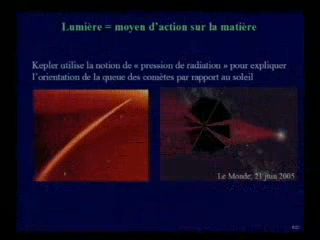 Lumière = moyen d'action sur la matière
Kepler utilise la notion de « pression de radiation » pour expliquer
l'orientation de la queue des comètes par rapport au soleil
Le Monde, 21 juin 2005